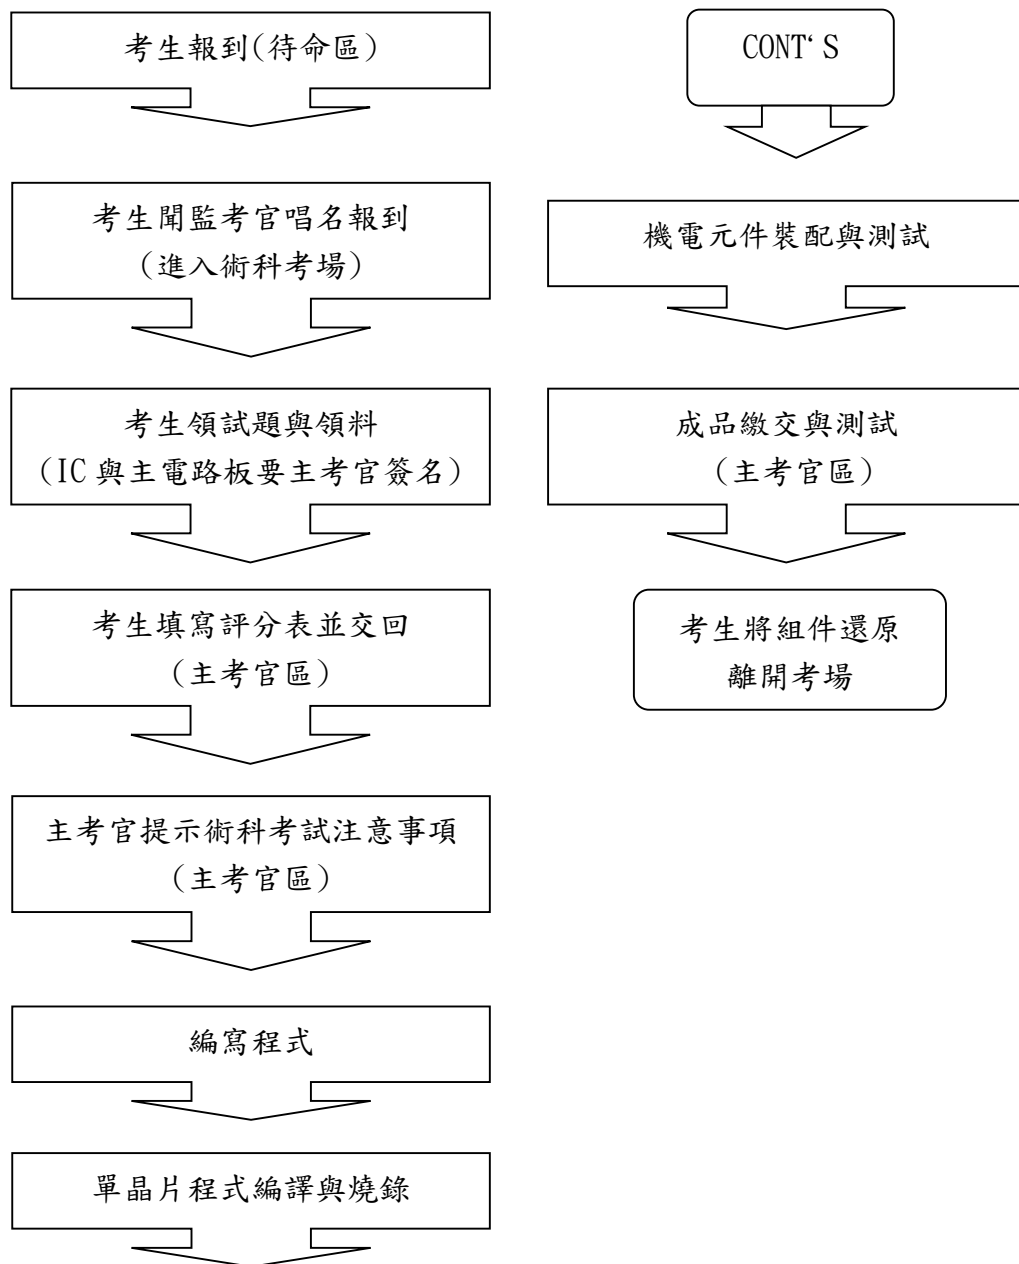 考生報到(待命區)
考生聞監考官唱名報到
(進入術科考場)
考生領試題與領料
(IC 與主電路板要主考官簽名)
考生填寫評分表並交回
(主考官區)
主考官提示術科考試注意事項
(主考官區)
編寫程式
單晶片程式編譯與燒錄
CONT‘S
機電元件裝配與測試
成品繳交與測試
(主考官區)
考生將組件還原
離開考場